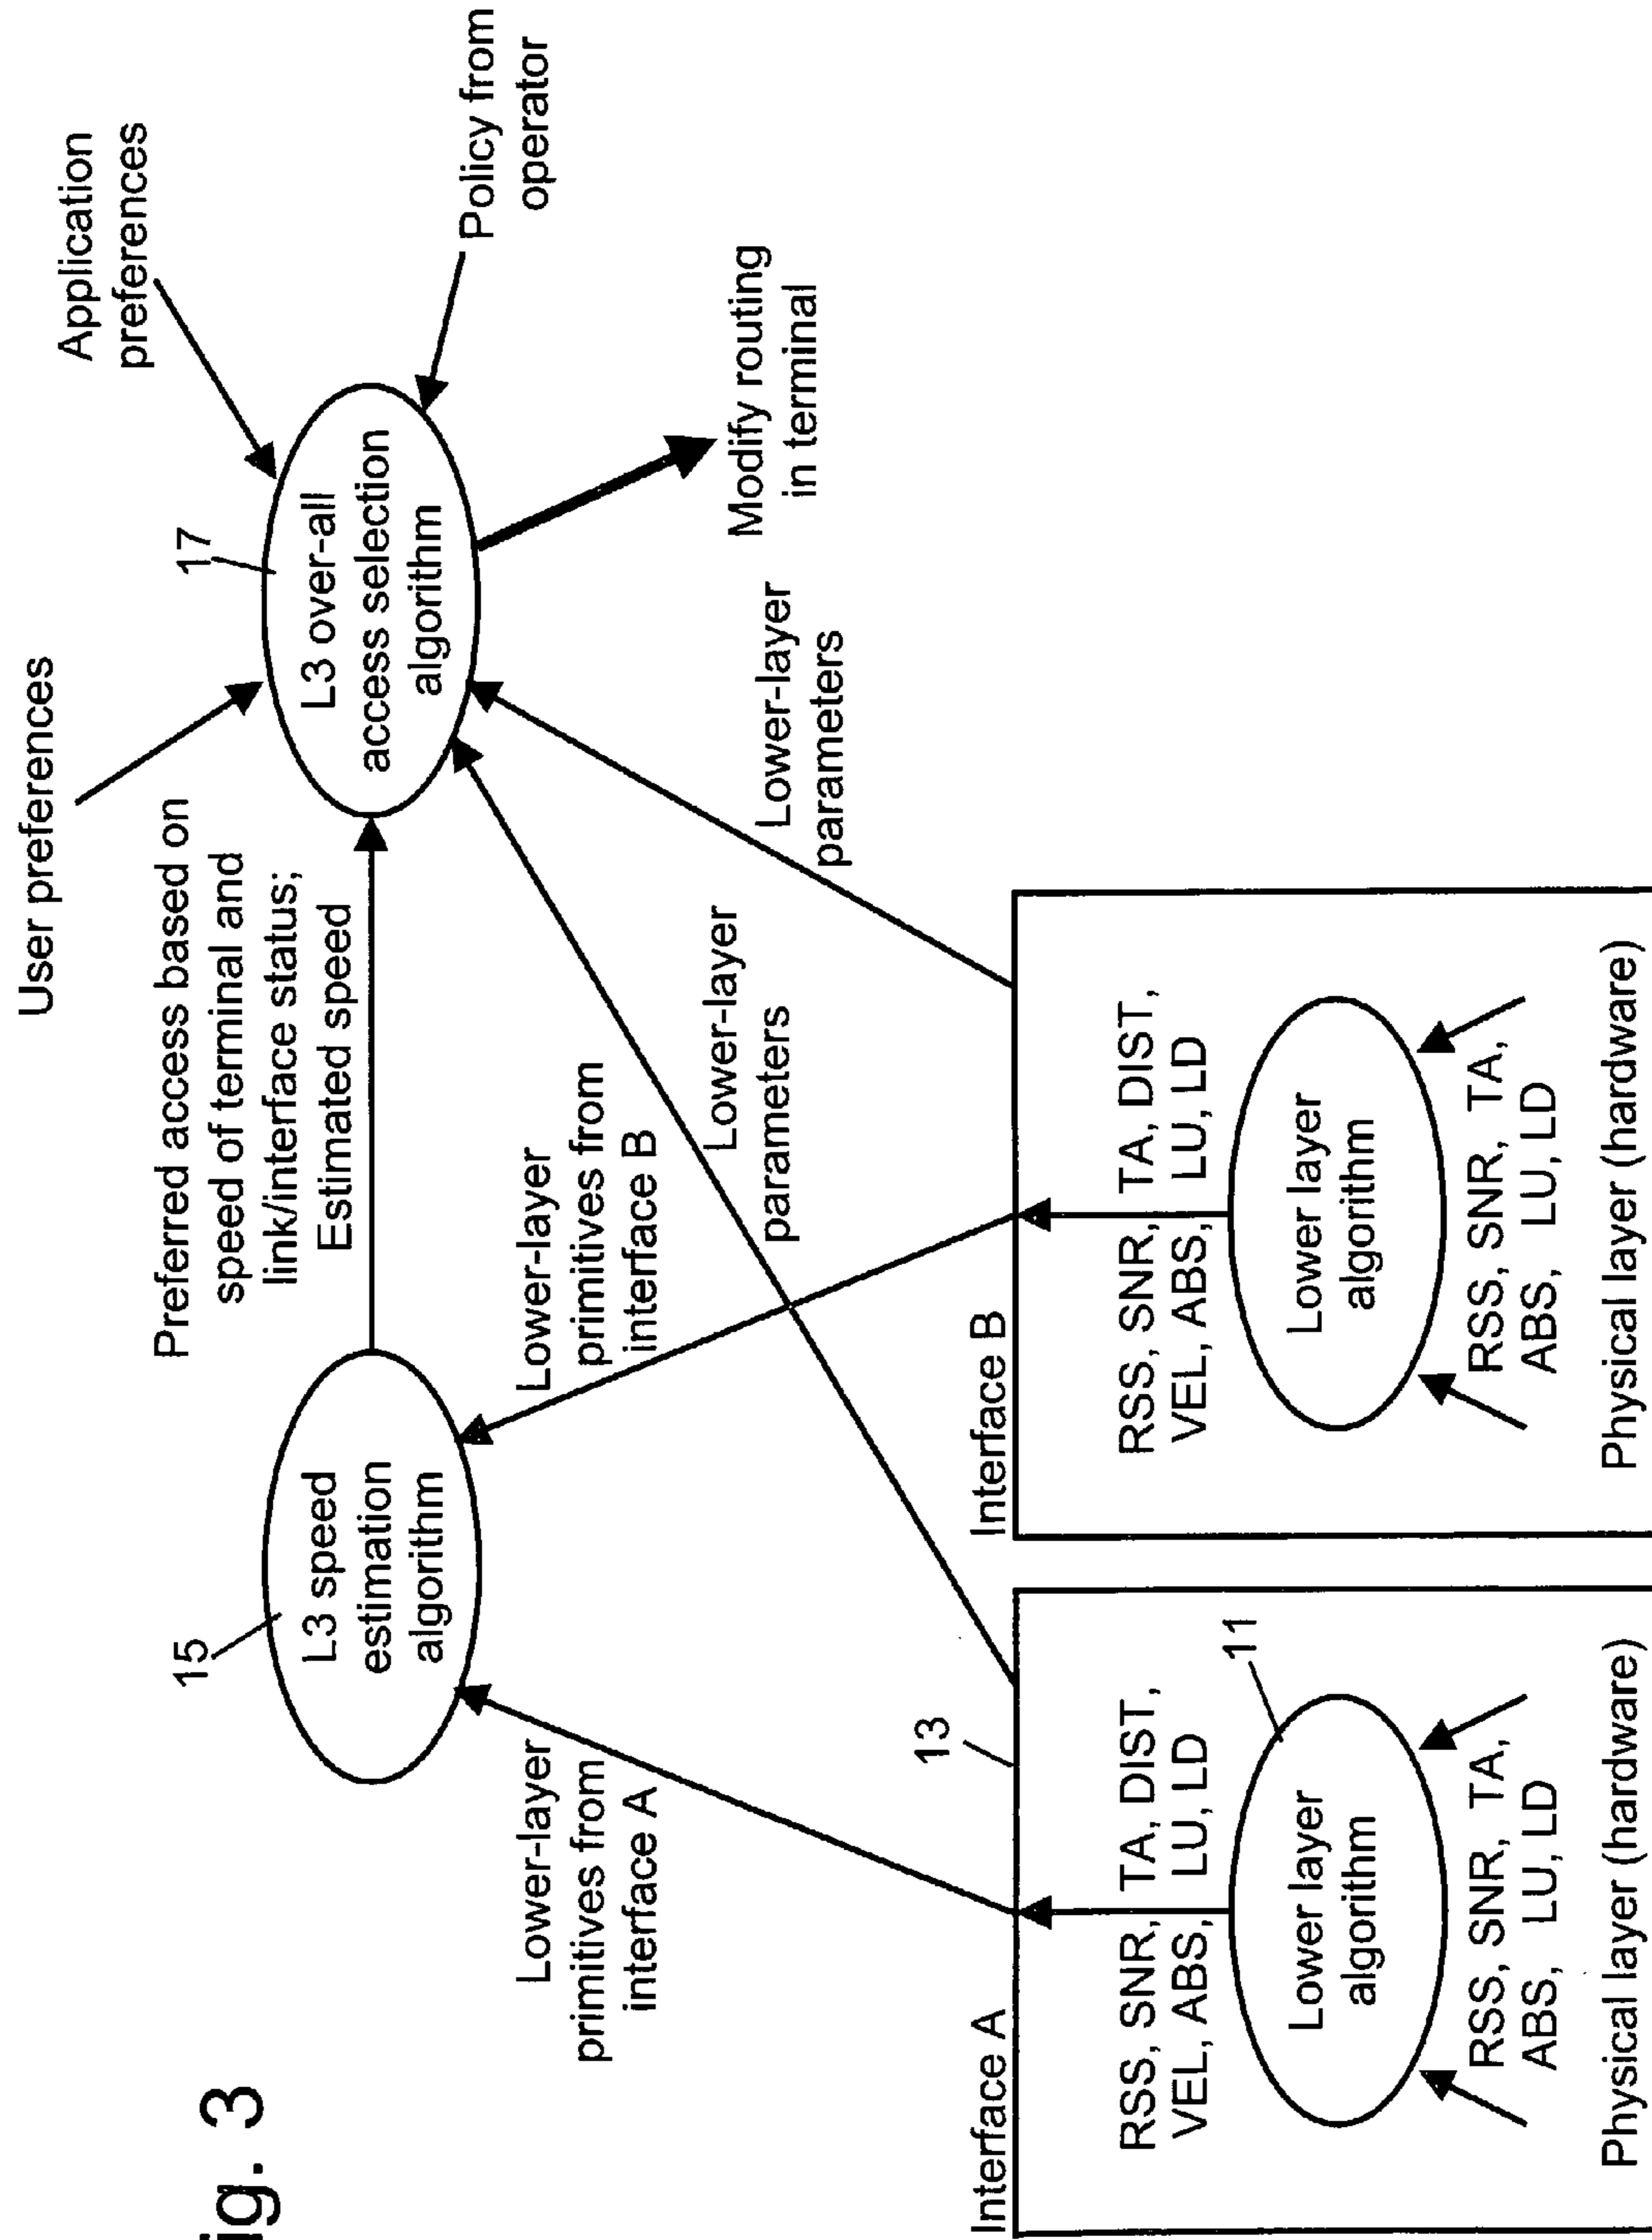 ig. 3
User preferences
Application
preferences
Policy from
operator
17
L3 over-all
access selection
algorithm
Modify routing
in terminal
Preferred access based on
speed of terminal and
link/interface status;
Estimated speed
15
L3 speed
estimation
algorithm
Lower-layer
primitives from
interface A
Lower-layer
primitives from
interface B
Lower-layer
parameters
Lower-layer
parameters
Interface A
13
RSS, SNR, TA, DIST,
VEL, ABS, LU, LD
11
Lower layer
algorithm
RSS, SNR, TA,
ABS, LU, LD
Physical layer (hardware)
Interface B
RSS, SNR, TA, DIST,
VEL, ABS, LU, LD
Lower layer
algorithm
RSS, SNR, TA,
ABS, LU, LD
Physical layer (hardware)